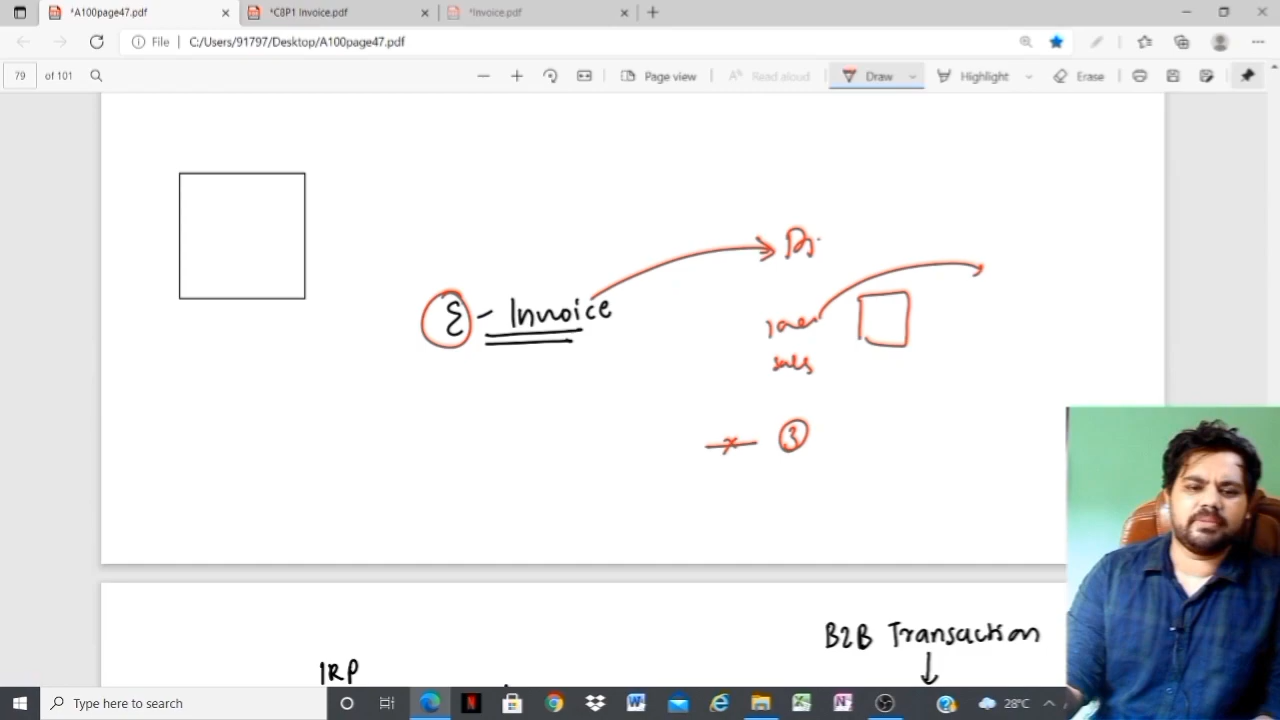 *A100page47.pdf
*C8P1 Invoice.pdf
*Invoice.pdf
File C:/Users/91797/Desktop/A100page47.pdf
79 of 101
Page view
Read aloud
Draw
Highlight
Erase
E - Invoice
sales
3
B2B Transaction
IRP
Type here to search
28°C